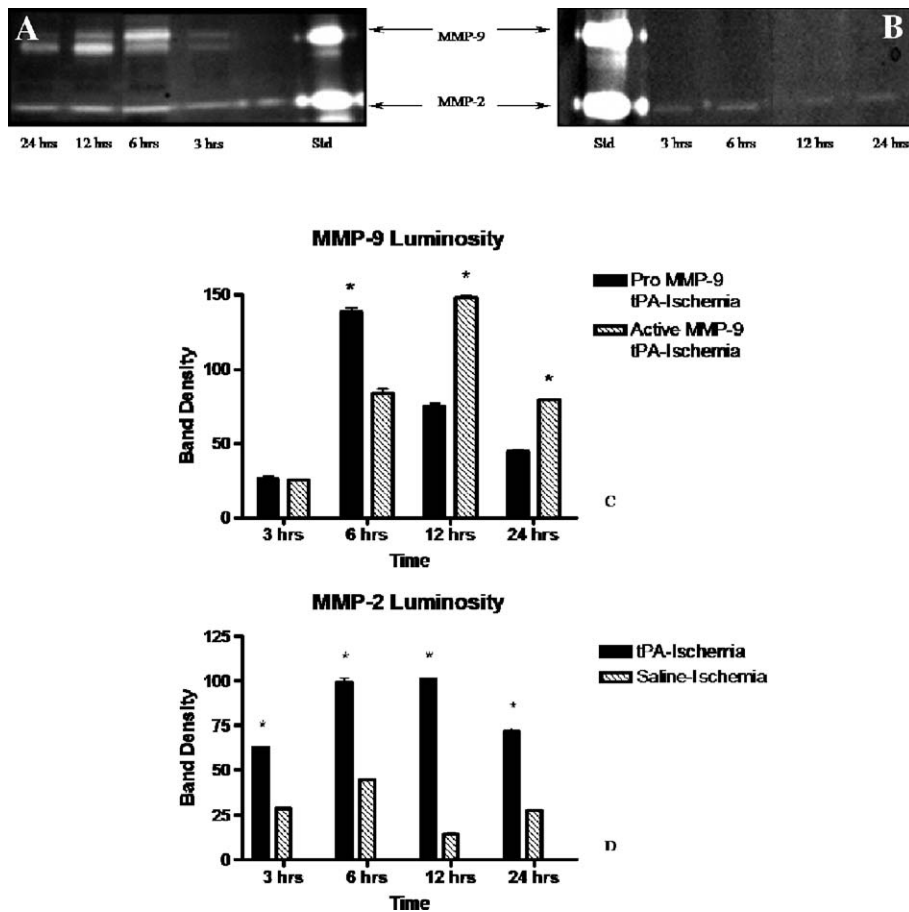 A
MMP-9
B
MMP-2
24 hrs 12 hrs 6 hrs 3 hrs Std
Std 3 hrs 6 hrs 12 hrs 24 hrs
MMP-9 Luminosity
Pro MMP-9
tPA-Ischemia
Active MMP-9
tPA-Ischemia
* * *
Band Density
150
100
50
0
3 hrs 6 hrs 12 hrs 24 hrs
Time
C
MMP-2 Luminosity
tPA-Ischemia
Saline-Ischemia
* * * *
Band Density
125
100
75
50
25
0
3 hrs 6 hrs 12 hrs 24 hrs
Time
D